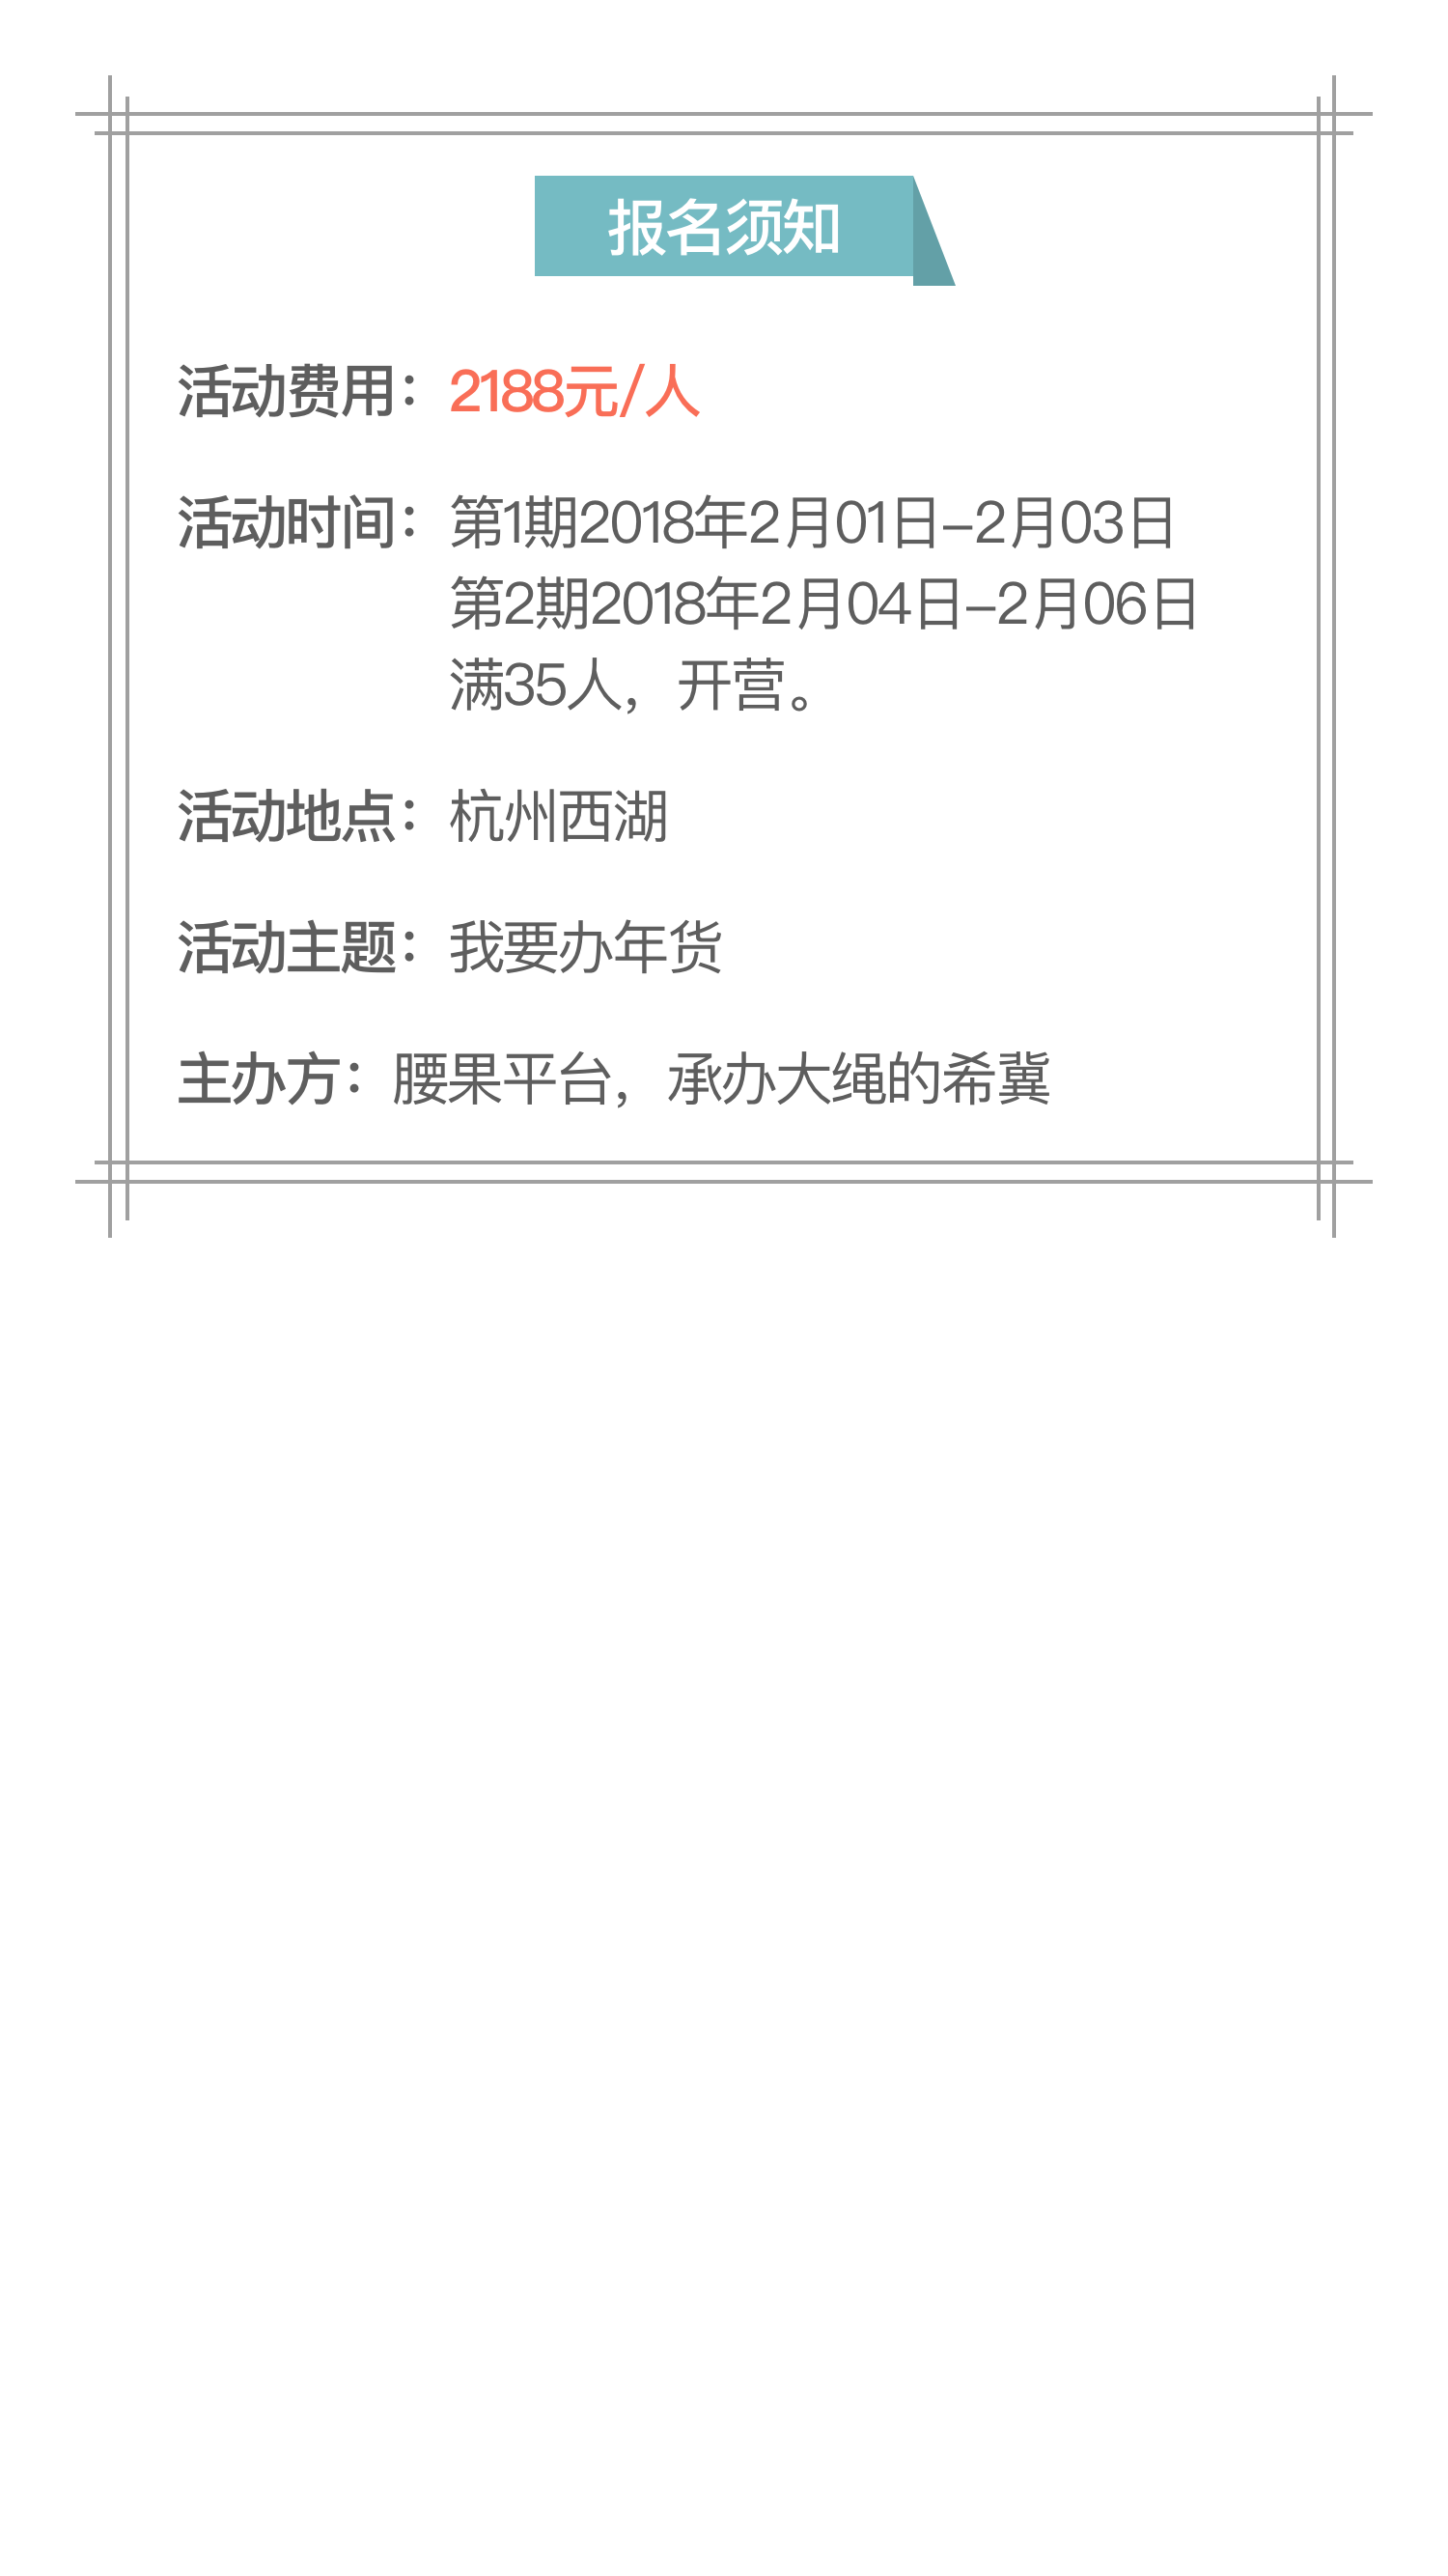 报名须知
活动费用：2188元/人
活动时间：第1期2018年2月01日-2月03日
第2期2018年2月04日-2月06日
满35人，开营。
活动地点：杭州西湖
活动主题：我要办年货
主办方：腰果平台，承办大绳的希冀